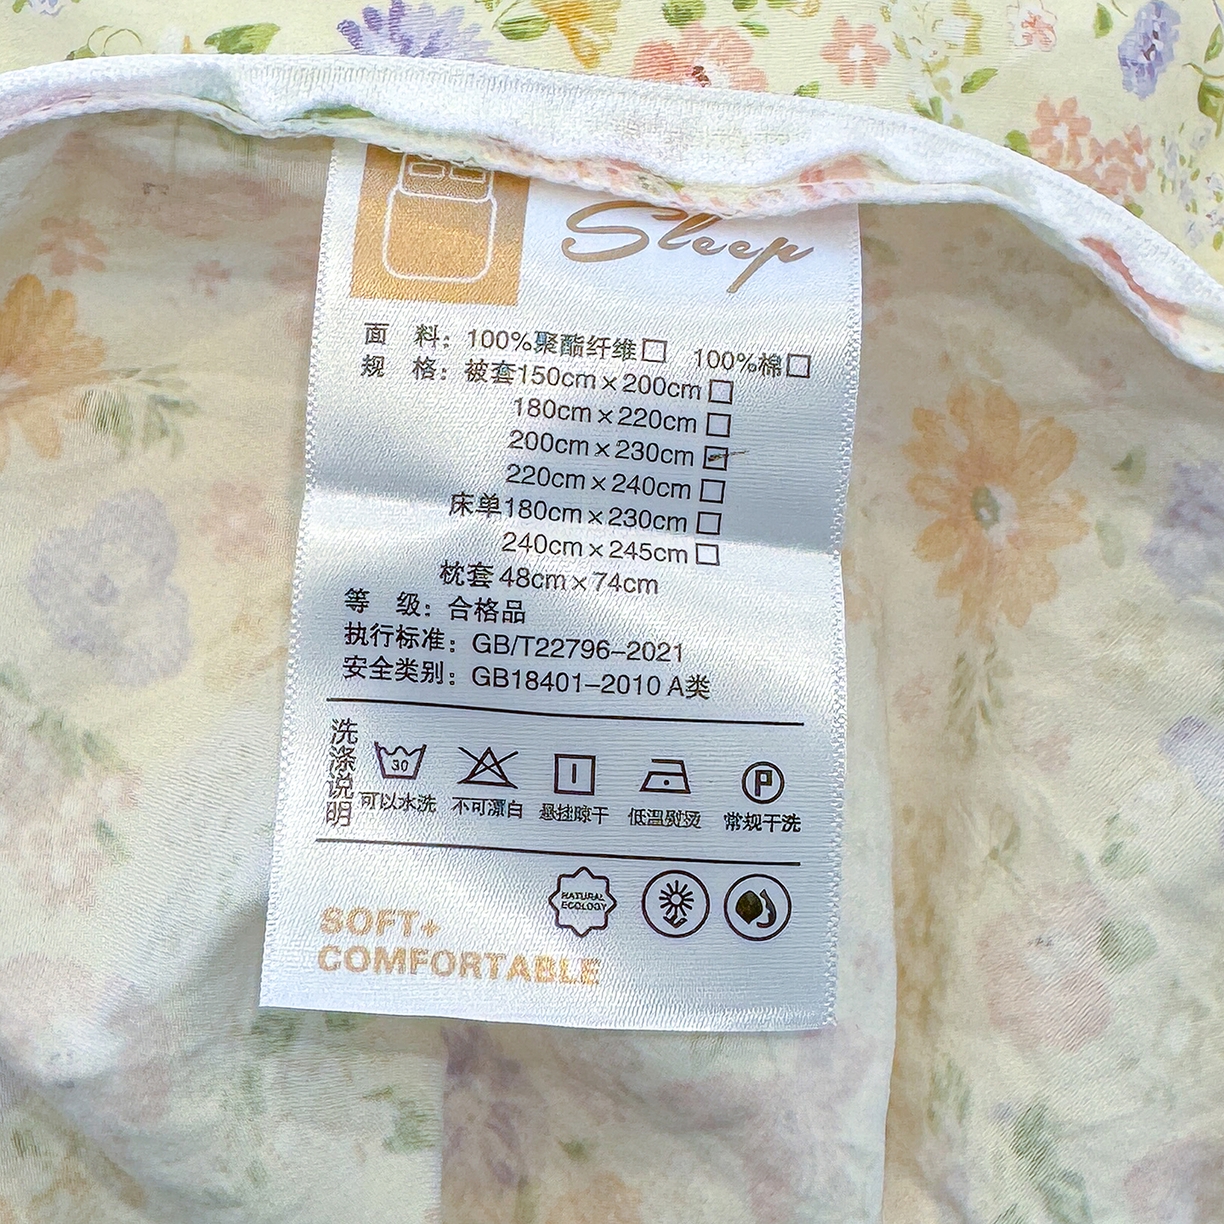 Sleep
面 料：100%聚酯纤维□ 100%棉□
规 格：被套150cm×200cm□
180cm×220cm□
200cm×230cm☑
220cm×240cm□
床单180cm×230cm□
240cm×245cm□
枕套 48cm×74cm
等 级：合格品
执行标准：GB/T22796-2021
安全类别：GB18401-2010 A类
洗涤说明
30
P
可以水洗 不可漂白 悬挂晾干 低温熨烫 常规干洗
NATURAL
ECOLOGY
SOFT+
COMFORTABLE